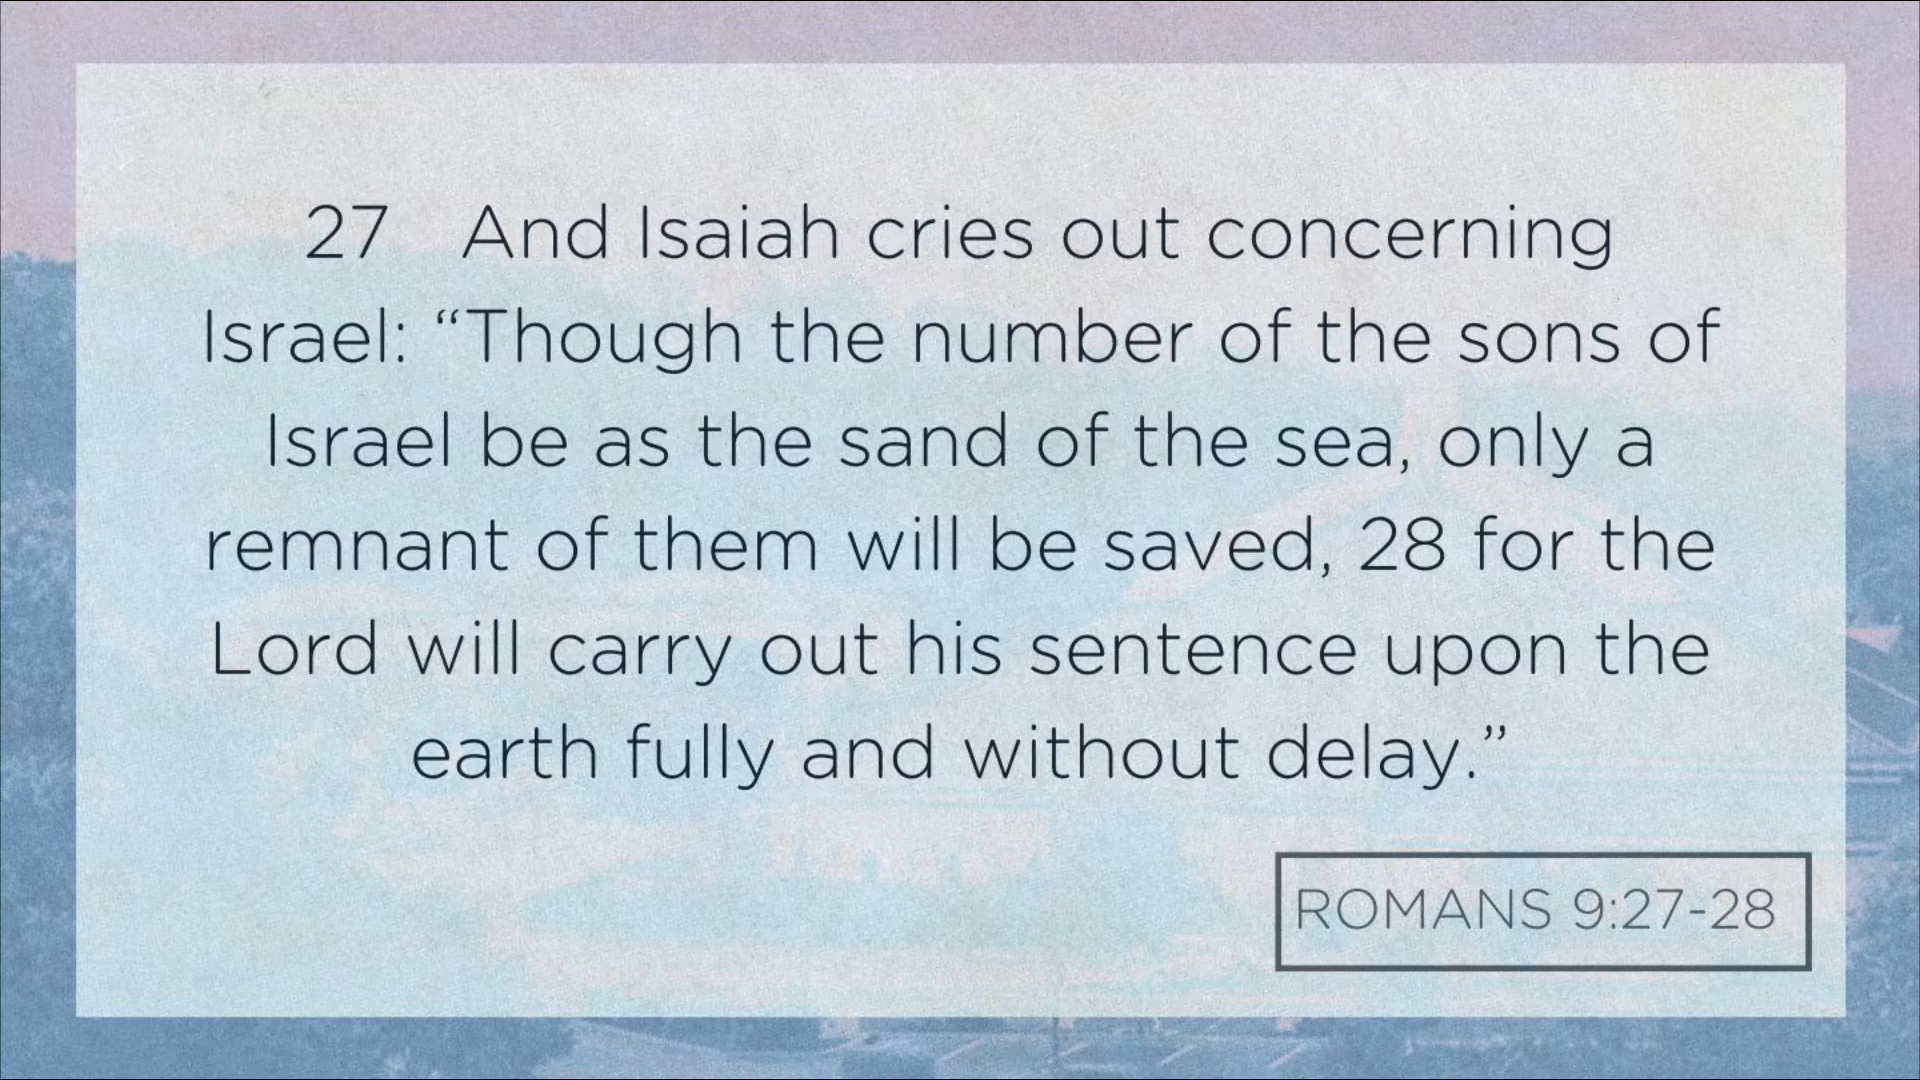 27 And Isaiah cries out concerning
Israel: “Though the number of the sons of
Israel be as the sand of the sea, only a
remnant of them will be saved, 28 for the
Lord will carry out his sentence upon the
earth fully and without delay.”
ROMANS 9:27-28